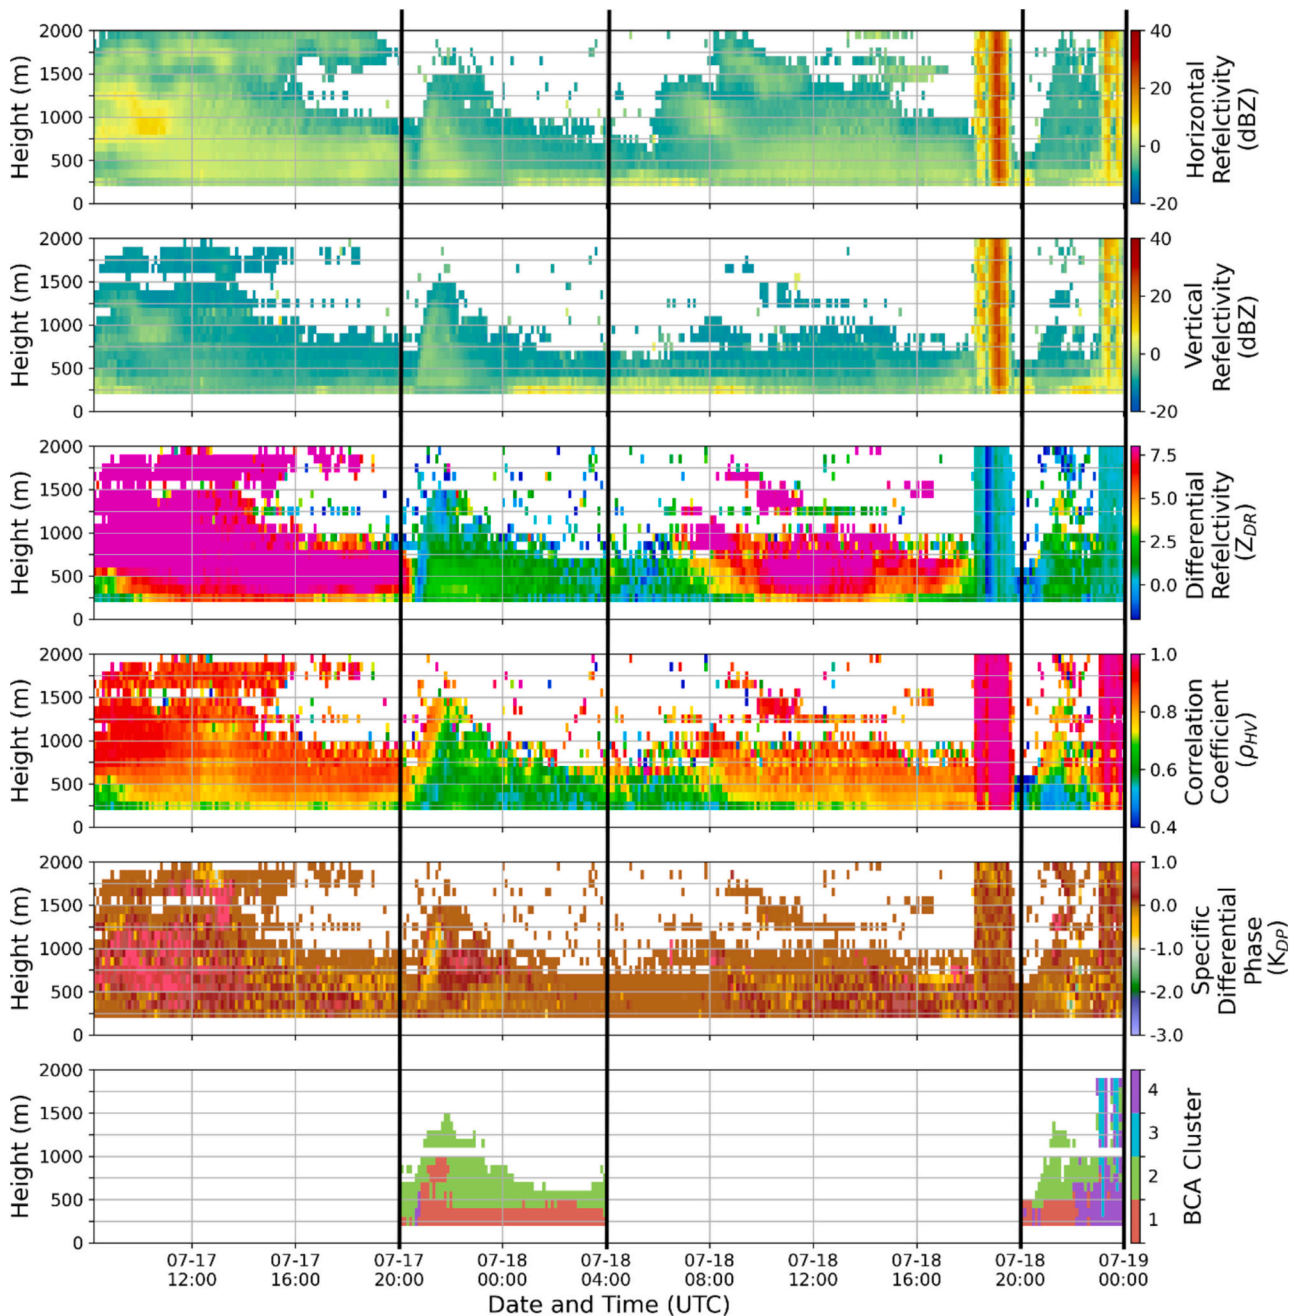 2000
1500
1000
500
0
Height (m)
40
20
0
-20
Horizontal
Refelctivity
(dBZ)
2000
1500
1000
500
0
Height (m)
40
20
0
-20
Vertical
Refelctivity
(dBZ)
2000
1500
1000
500
0
Height (m)
7.5
5.0
2.5
0.0
Differential
Refelctivity
(Z_DR)
2000
1500
1000
500
0
Height (m)
1.0
0.8
0.6
0.4
Correlation
Coefficient
(ρ_HV)
2000
1500
1000
500
0
Height (m)
1.0
0.0
-1.0
-2.0
-3.0
Specific
Differential
Phase
(K_DP)
2000
1500
1000
500
0
Height (m)
4
3
2
1
BCA Cluster
07-17 07-17 07-17 07-18 07-18 07-18 07-18 07-18 07-18 07-19
12:00 16:00 20:00 00:00 04:00 08:00 12:00 16:00 20:00 00:00
Date and Time (UTC)